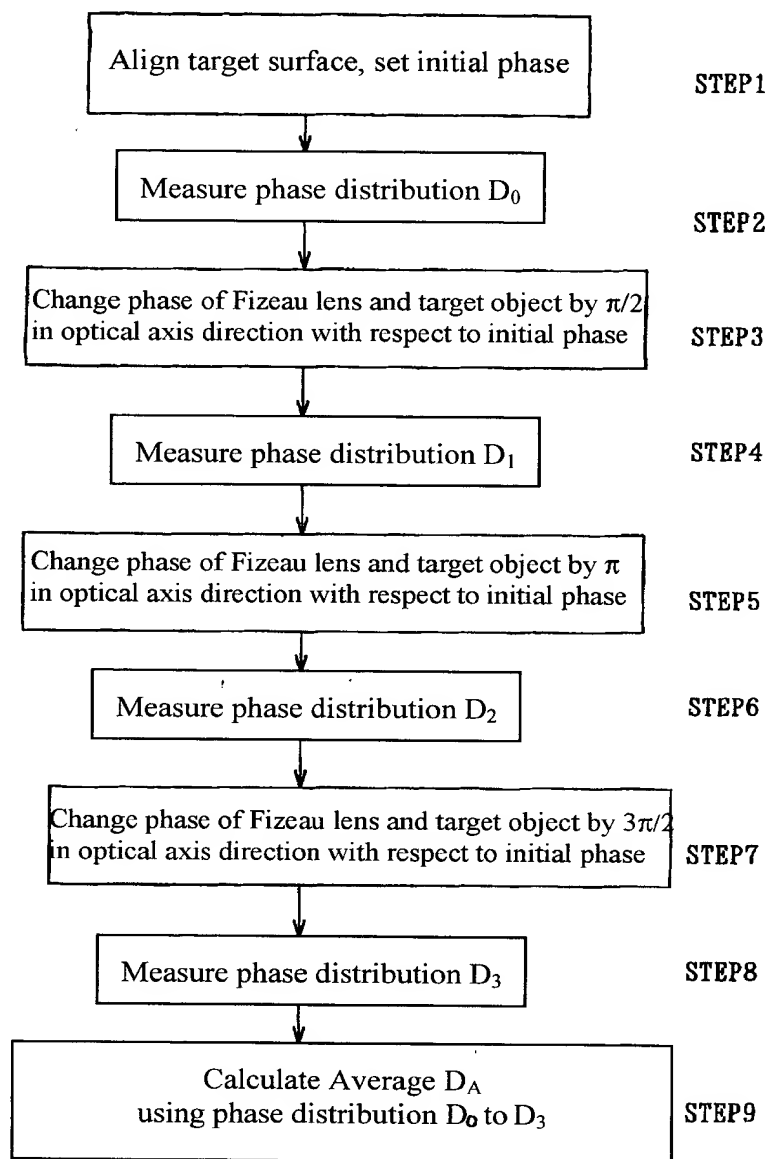 Align target surface, set initial phase
STEP1
Measure phase distribution D₀
STEP2
Change phase of Fizeau lens and target object by π/2
in optical axis direction with respect to initial phase
STEP3
Measure phase distribution D₁
STEP4
Change phase of Fizeau lens and target object by π
in optical axis direction with respect to initial phase
STEP5
Measure phase distribution D₂
STEP6
Change phase of Fizeau lens and target object by 3π/2
in optical axis direction with respect to initial phase
STEP7
Measure phase distribution D₃
STEP8
Calculate Average D_A
using phase distribution D₀ to D₃
STEP9